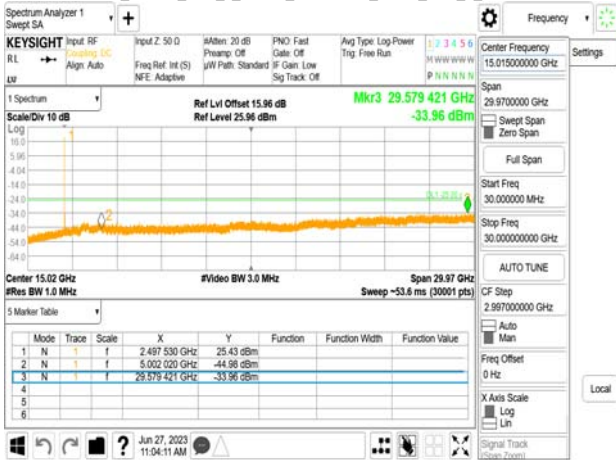 Spectrum Analyzer 1
Swept SA
Frequency
KEYSIGHT
RL
Input: RF
Coupling: DC
Align: Auto
Input Z: 50 Ω
Freq Ref: Int (S)
NFE: Adaptive
#Atten: 20 dB
Preamp: Off
µW Path: Standard
PNO: Fast
Gate: Off
IF Gain: Low
Sig Track: Off
Avg Type: Log-Power
Trig: Free Run
1 2 3 4 5 6
M W W W W W
P N N N N N
1 Spectrum
Scale/Div 10 dB
Ref Lvl Offset 15.96 dB
Ref Level 25.96 dBm
Mkr3 29.579 421 GHz
-33.96 dBm
Log
16.0
5.96
-4.04
-14.0
-24.0
-34.0
-44.0
-54.0
-64.0
1
2
Center 15.02 GHz
#Video BW 3.0 MHz
Span 29.97 GHz
#Res BW 1.0 MHz
Sweep ~53.6 ms (30001 pts)
5 Marker Table
Mode Trace Scale X Y Function Function Width Function Value
1 N 1 f 2.497 530 GHz 25.43 dBm
2 N 1 f 5.002 020 GHz -44.98 dBm
3 N 1 f 29.579 421 GHz -33.96 dBm
4
5
6
Jun 27, 2023
11:04:11 AM
Center Frequency
15.015000000 GHz
Span
29.9700000 GHz
Swept Span
Zero Span
Full Span
Start Freq
30.000000 MHz
Stop Freq
30.000000000 GHz
AUTO TUNE
CF Step
2.997000000 GHz
Auto
Man
Freq Offset
0 Hz
X Axis Scale
Log
Lin
Signal Track
(Span Zoom)
Settings
Local